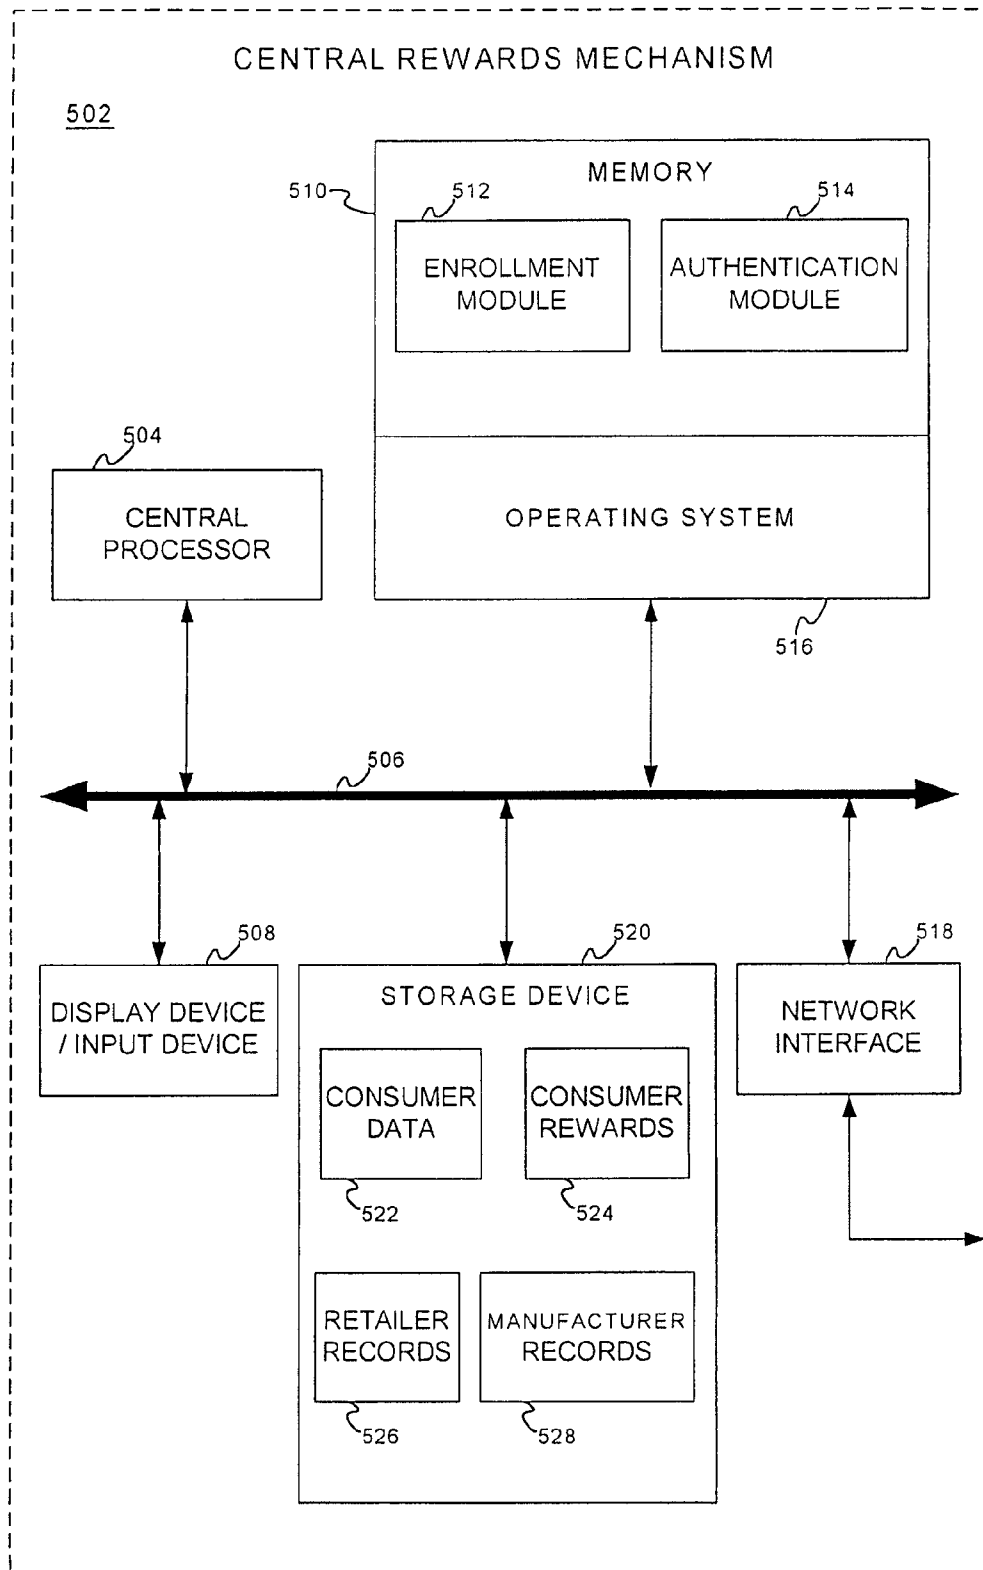 CENTRAL REWARDS MECHANISM
502
MEMORY
510
512
514
ENROLLMENT
MODULE
AUTHENTICATION
MODULE
504
CENTRAL
PROCESSOR
OPERATING SYSTEM
516
506
508
DISPLAY DEVICE
/ INPUT DEVICE
520
STORAGE DEVICE
518
NETWORK
INTERFACE
CONSUMER
DATA
522
CONSUMER
REWARDS
524
RETAILER
RECORDS
526
MANUFACTURER
RECORDS
528